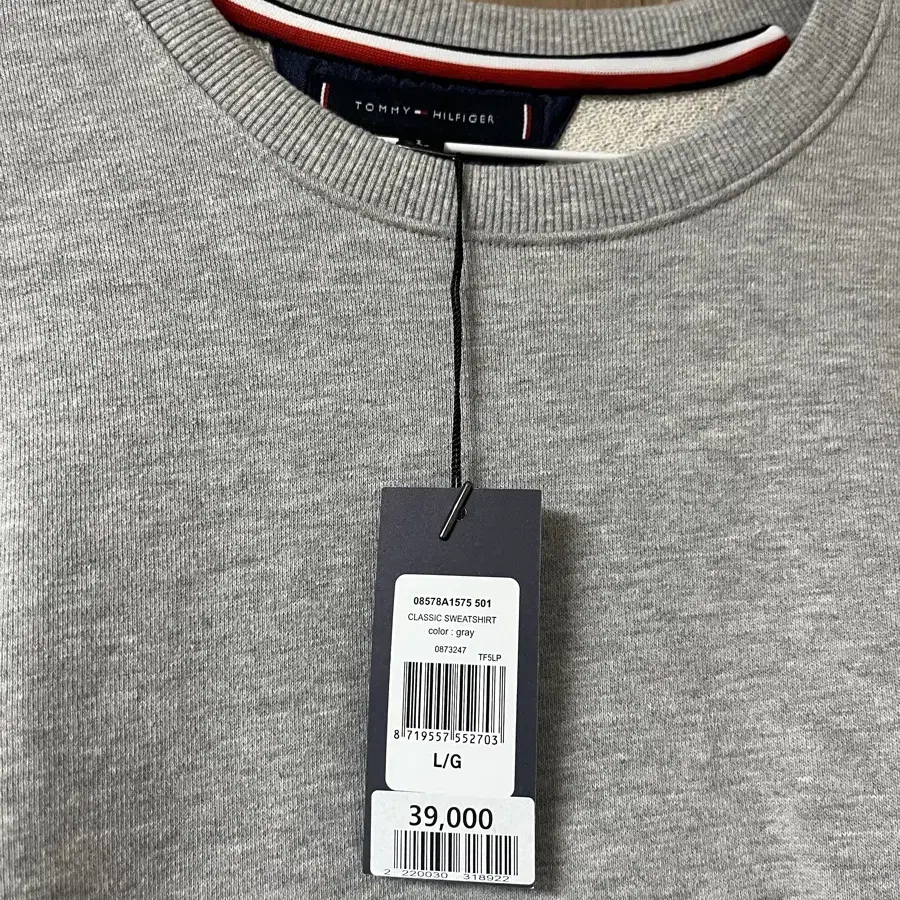 TOMMY HILFIGER
L
08578A1575 501
CLASSIC SWEATSHIRT
color : gray
0873247 TF5LP
8 719557 552703
L/G
39,000
2 220030 318922